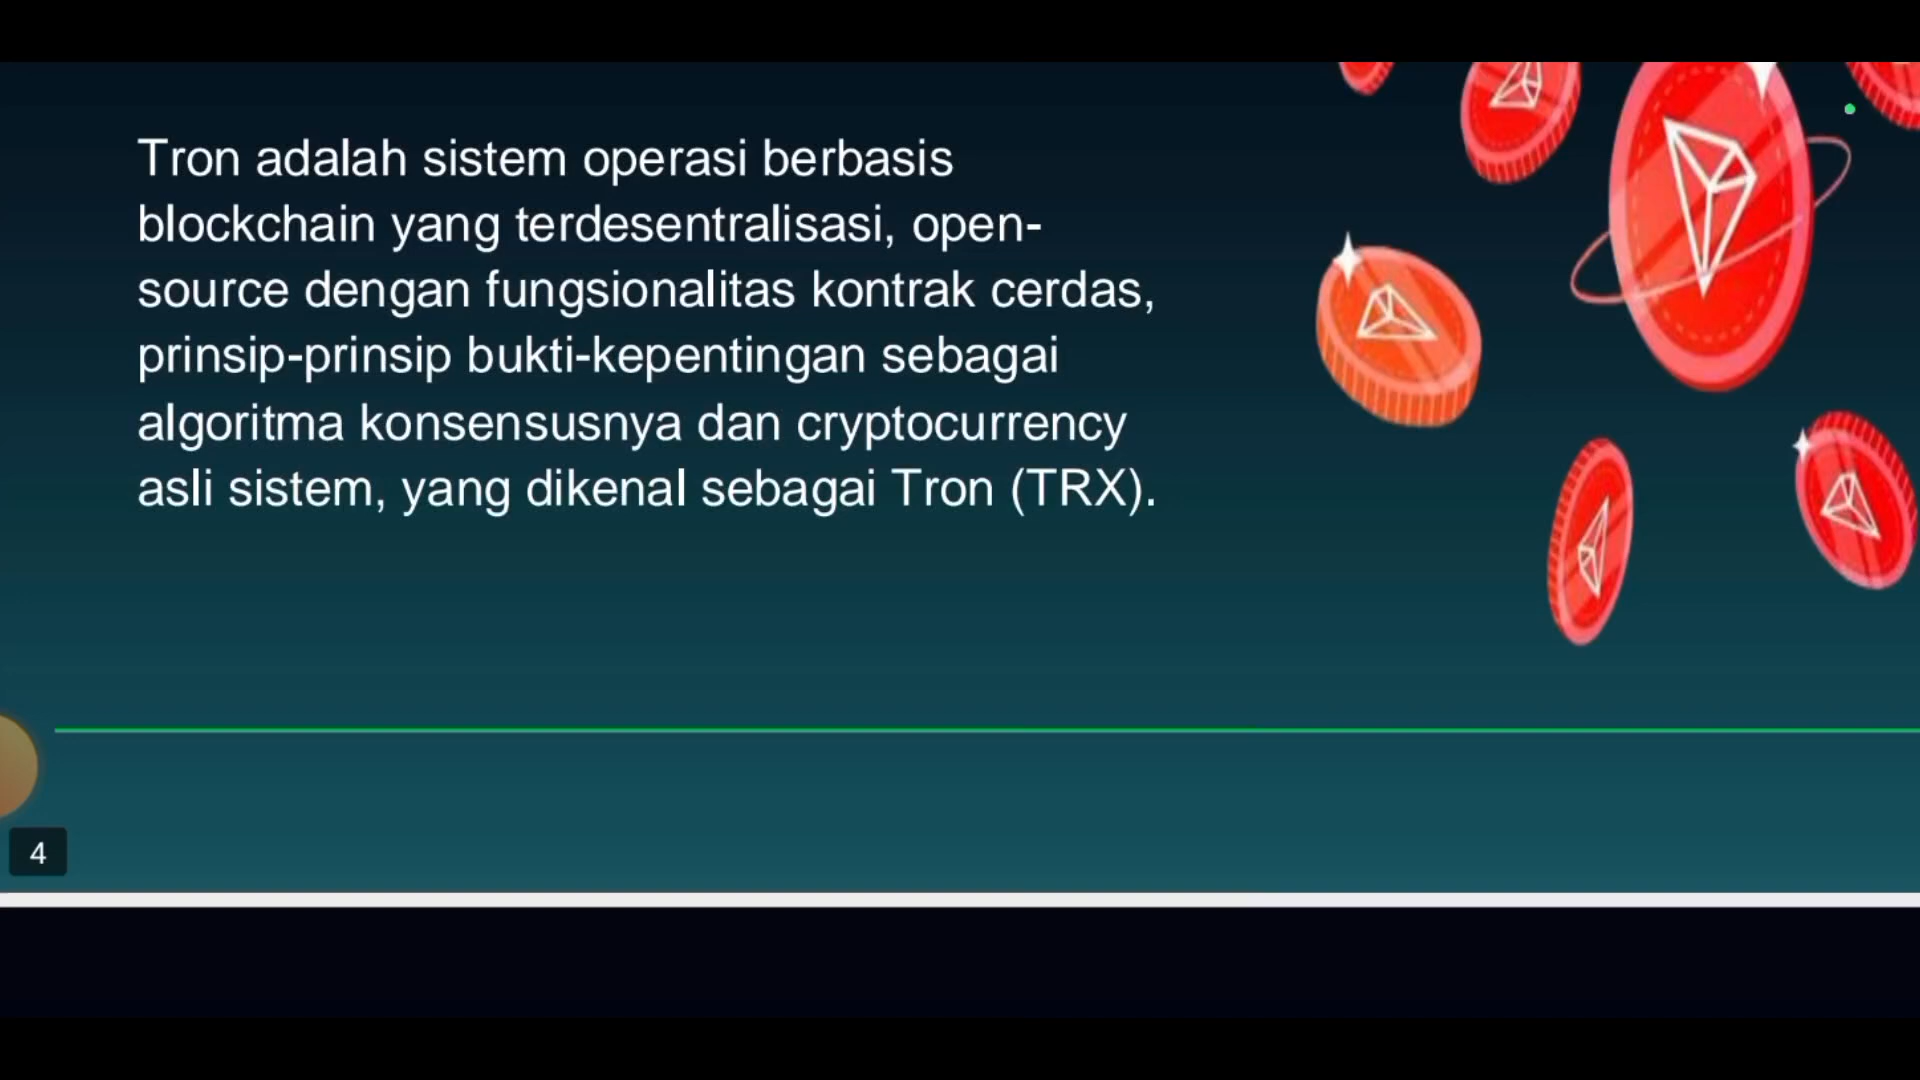 Tron adalah sistem operasi berbasis
blockchain yang terdesentralisasi, open-
source dengan fungsionalitas kontrak cerdas,
prinsip-prinsip bukti-kepentingan sebagai
algoritma konsensusnya dan cryptocurrency
asli sistem, yang dikenal sebagai Tron (TRX).
4